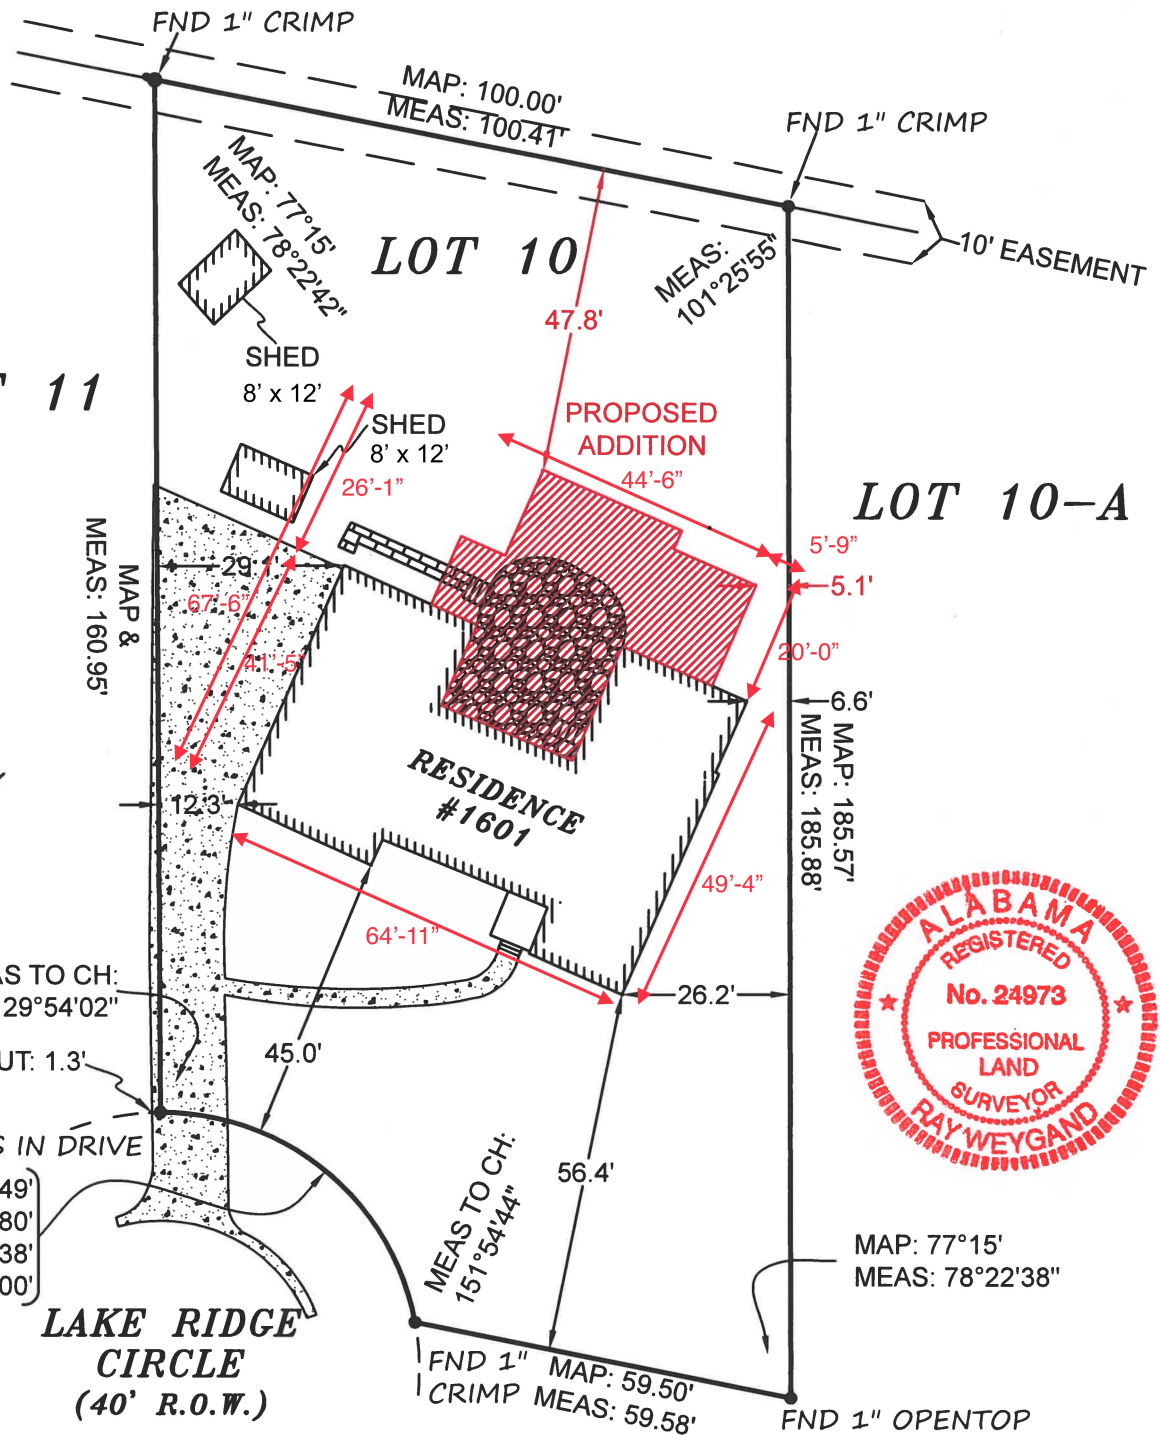 FND 1" CRIMP
MAP: 100.00'
MEAS: 100.41'
FND 1" CRIMP
MAP: 77°15'
MEAS: 78°22'42"
LOT 10
MEAS:
101°25'55"
10' EASEMENT
47.8'
SHED
8' x 12'
11
SHED
8' x 12'
PROPOSED
ADDITION
26'-1"
44'-6"
LOT 10-A
5'-9"
5.1'
MAP &
MEAS: 160.95'
29.1'
67'-6"
41'-5"
20'-0"
6.6'
MAP: 185.57'
MEAS: 185.88'
12.3'
RESIDENCE
#1601
49'-4"
64'-11"
ALABAMA
REGISTERED
No. 24973
PROFESSIONAL
LAND
SURVEYOR
RAY WEYGAND
AS TO CH:
29°54'02"
26.2'
45.0'
UT: 1.3'
S IN DRIVE
49'
80'
38'
00'
MEAS TO CH:
151°54'44"
56.4'
MAP: 77°15'
MEAS: 78°22'38"
LAKE RIDGE
CIRCLE
(40' R.O.W.)
FND 1"
CRIMP
MAP: 59.50'
MEAS: 59.58'
FND 1" OPENTOP